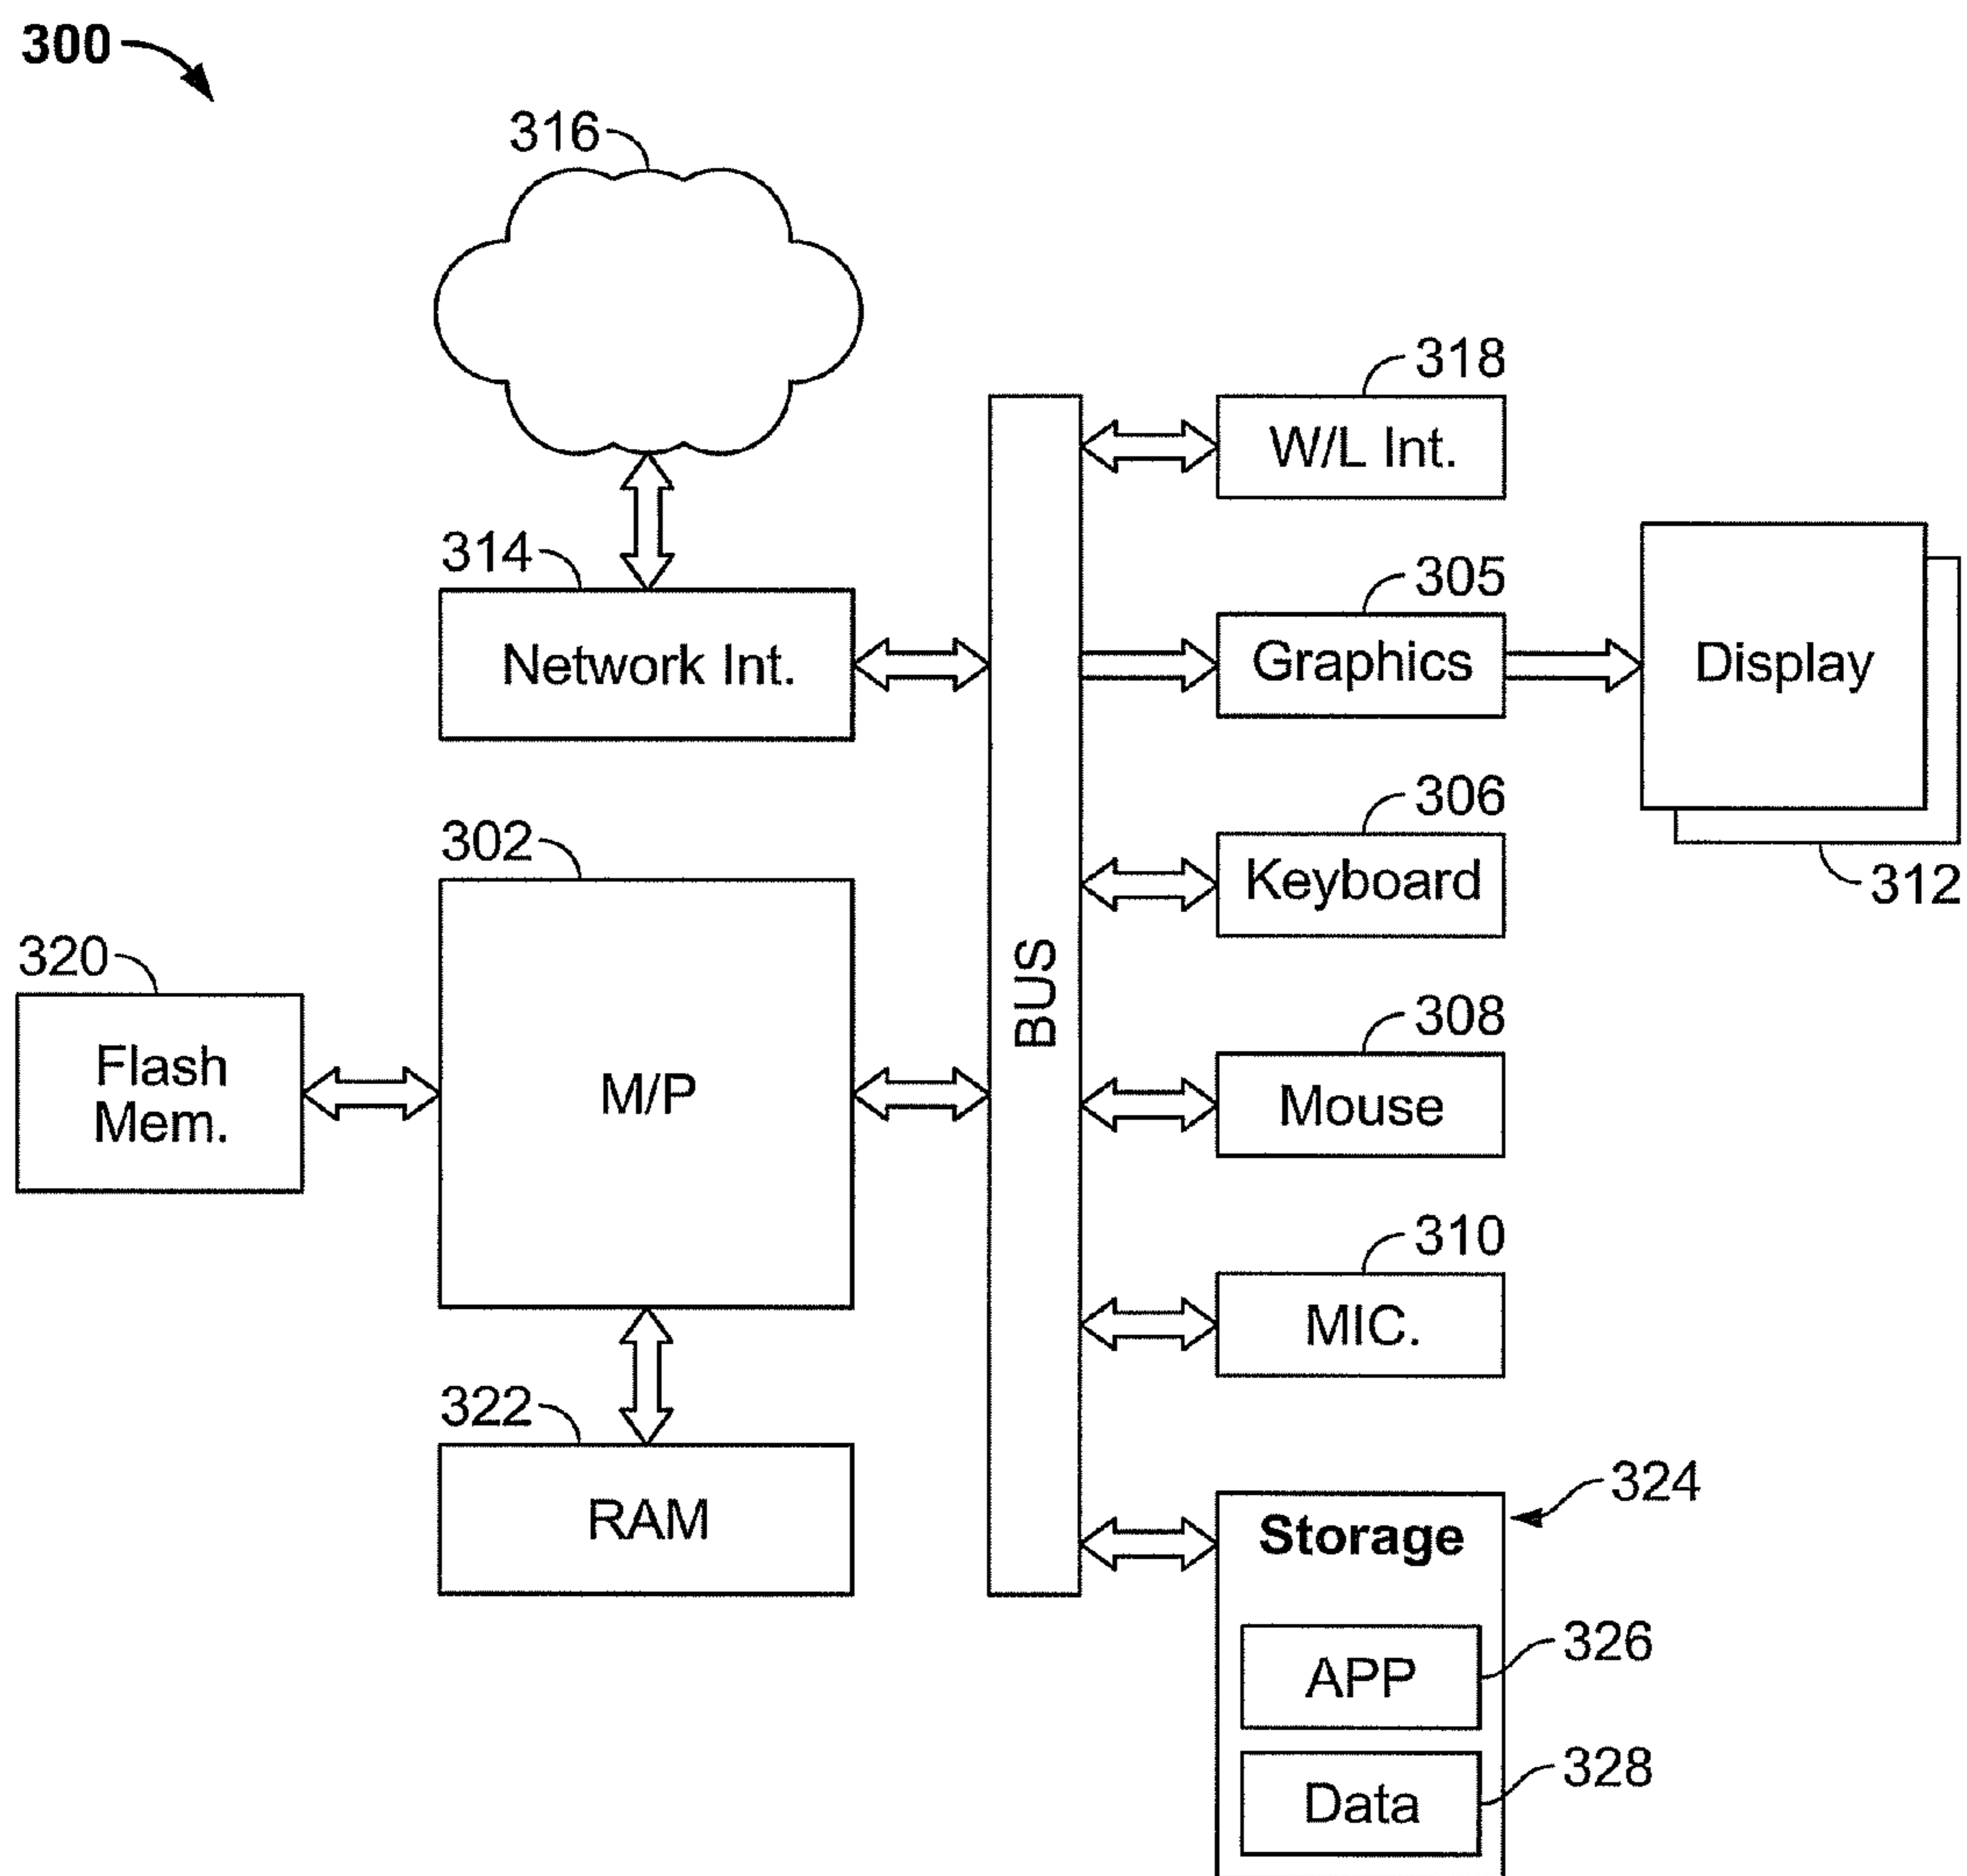 300
316
318
W/L Int.
314
Network Int.
305
Graphics
Display
312
306
Keyboard
302
M/P
320
Flash
Mem.
BUS
308
Mouse
310
MIC.
322
RAM
324
Storage
326
APP
328
Data